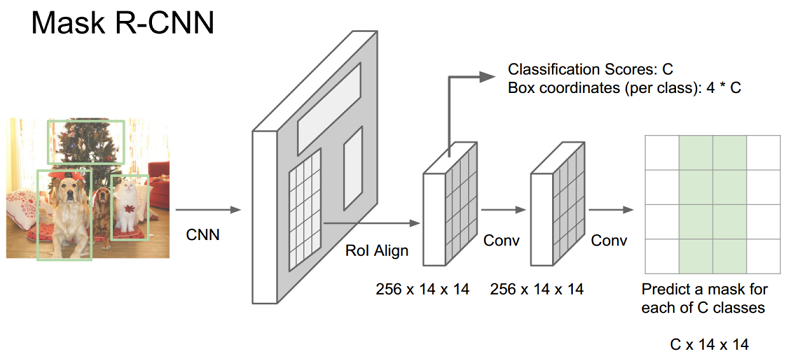 Mask R-CNN
Classification Scores: C
Box coordinates (per class): 4 * C
CNN
RoI Align
Conv
Conv
256 x 14 x 14
256 x 14 x 14
Predict a mask for
each of C classes
C x 14 x 14